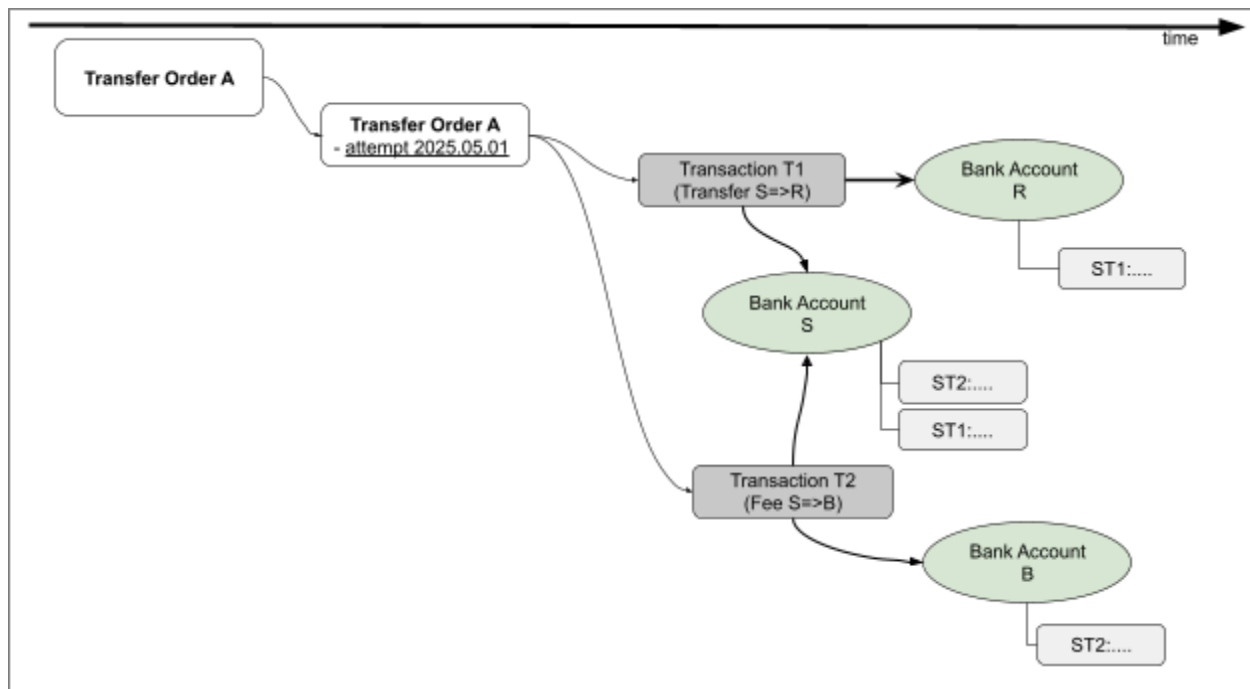 time
Transfer Order A
Transfer Order A
- attempt 2025.05.01
Transaction T1
(Transfer S=>R)
Bank Account
R
ST1:....
Bank Account
S
ST2:....
ST1:....
Transaction T2
(Fee S=>B)
Bank Account
B
ST2:....